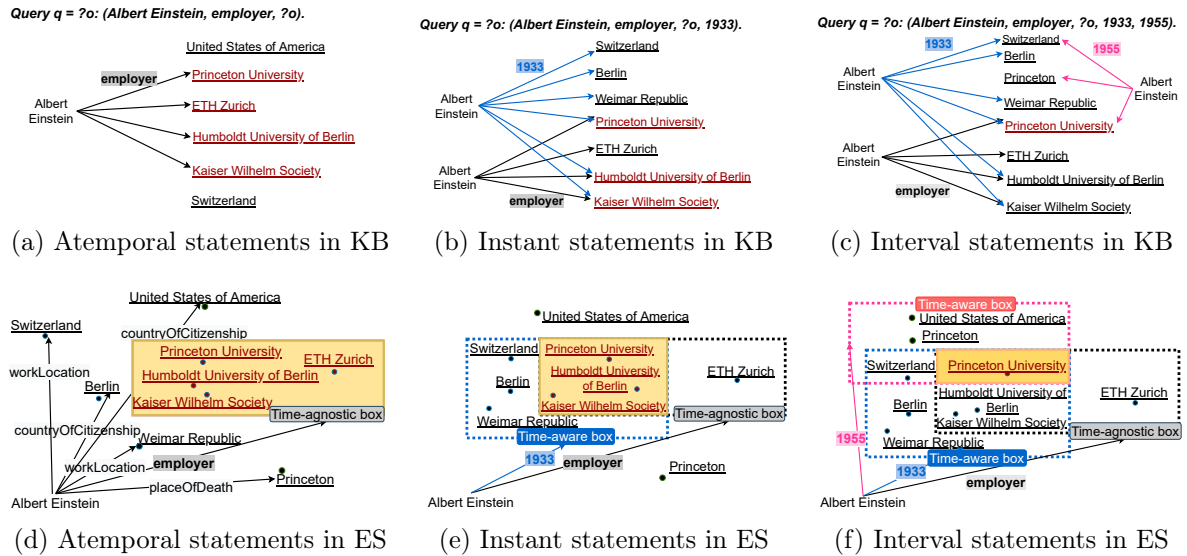 Query q = ?o: (Albert Einstein, employer, ?o).
United States of America
employer
Princeton University
Albert
Einstein
ETH Zurich
Humboldt University of Berlin
Kaiser Wilhelm Society
Switzerland
(a) Atemporal statements in KB
Query q = ?o: (Albert Einstein, employer, ?o, 1933).
Switzerland
1933
Berlin
Albert
Einstein
Weimar Republic
Princeton University
ETH Zurich
Albert
Einstein
Humboldt University of Berlin
employer
Kaiser Wilhelm Society
(b) Instant statements in KB
Query q = ?o: (Albert Einstein, employer, ?o, 1933, 1955).
1933
Switzerland
1955
Berlin
Albert
Einstein
Princeton
Albert
Einstein
Weimar Republic
Princeton University
Albert
Einstein
ETH Zurich
Humboldt University of Berlin
employer
Kaiser Wilhelm Society
(c) Interval statements in KB
United States of America
Switzerland
countryOfCitizenship
Princeton University
ETH Zurich
workLocation
Humboldt University of Berlin
Berlin
Kaiser Wilhelm Society
Time-agnostic box
countryOfCitizenship
Weimar Republic
workLocation
employer
Princeton
placeOfDeath
Albert Einstein
(d) Atemporal statements in ES
United States of America
Switzerland
Princeton University
Humboldt University
of Berlin
ETH Zurich
Berlin
Kaiser Wilhelm Society
Time-agnostic box
Weimar Republic
Time-aware box
1933
employer
Princeton
Albert Einstein
(e) Instant statements in ES
Time-aware box
United States of America
Princeton
Switzerland
Princeton University
Humboldt University of
Berlin
Berlin
Kaiser Wilhelm Society
ETH Zurich
Time-agnostic box
Weimar Republic
1955
Time-aware box
1933
employer
Albert Einstein
(f) Interval statements in ES